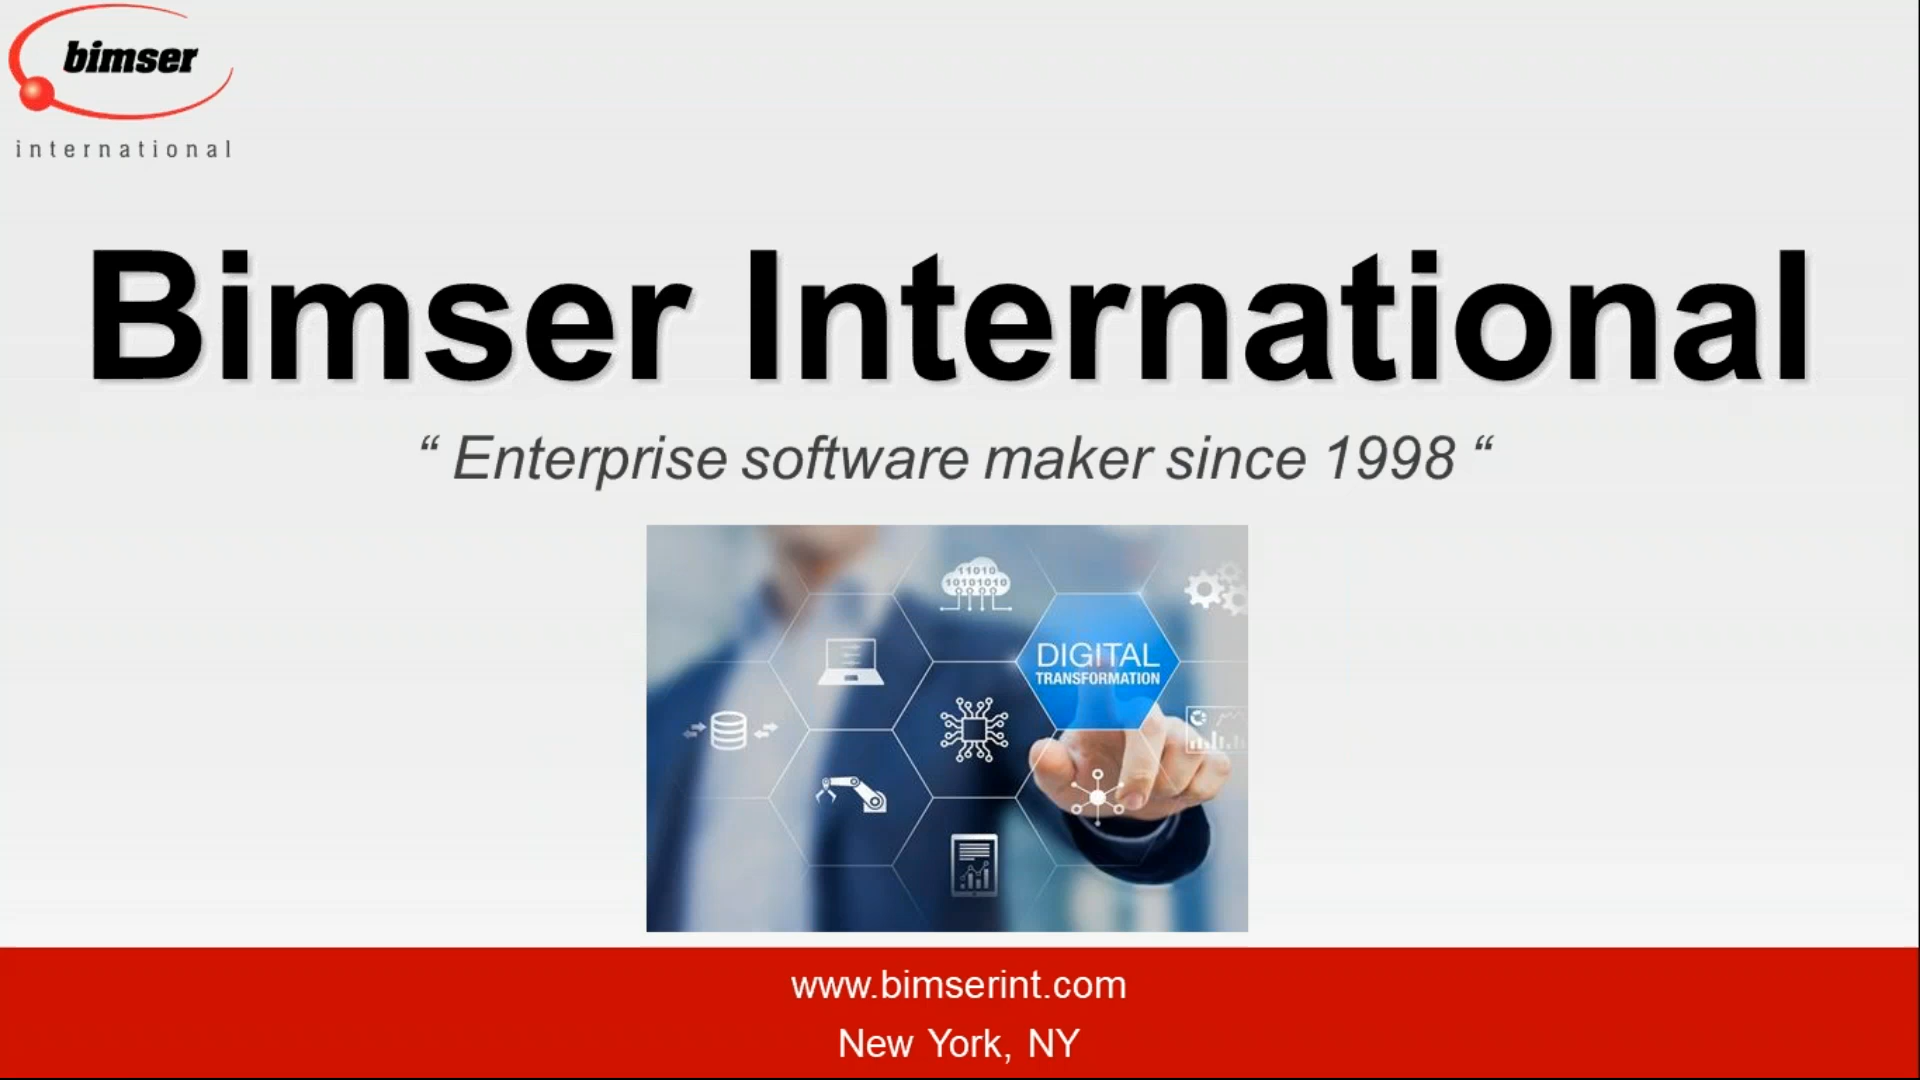 bimser
international
Bimser International
“ Enterprise software maker since 1998 “
11010
10101010
DIGITAL
TRANSFORMATION
www.bimserint.com
New York, NY